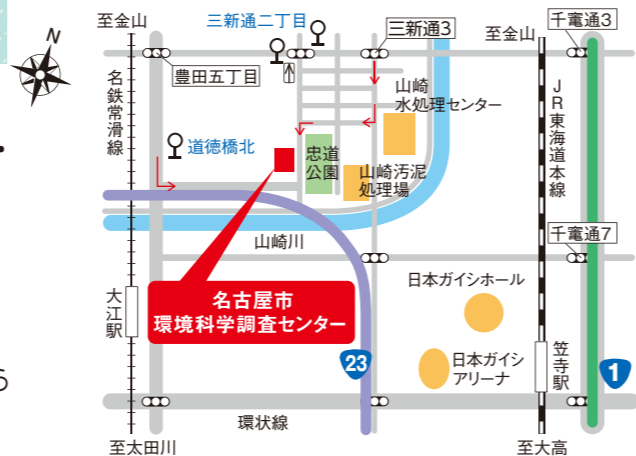 至金山
三新通二丁目
三新通3
至金山
千竃通3
N
豊田五丁目
名鉄常滑線
山崎
水処理センター
JR東海道本線
道徳橋北
忠道
公園
山崎汚泥
処理場
山崎川
千竃通7
大江駅
名古屋市
環境科学調査センター
日本ガイシホール
日本ガイシ
アリーナ
23
笠寺駅
1
ら
環状線
至太田川
至大高